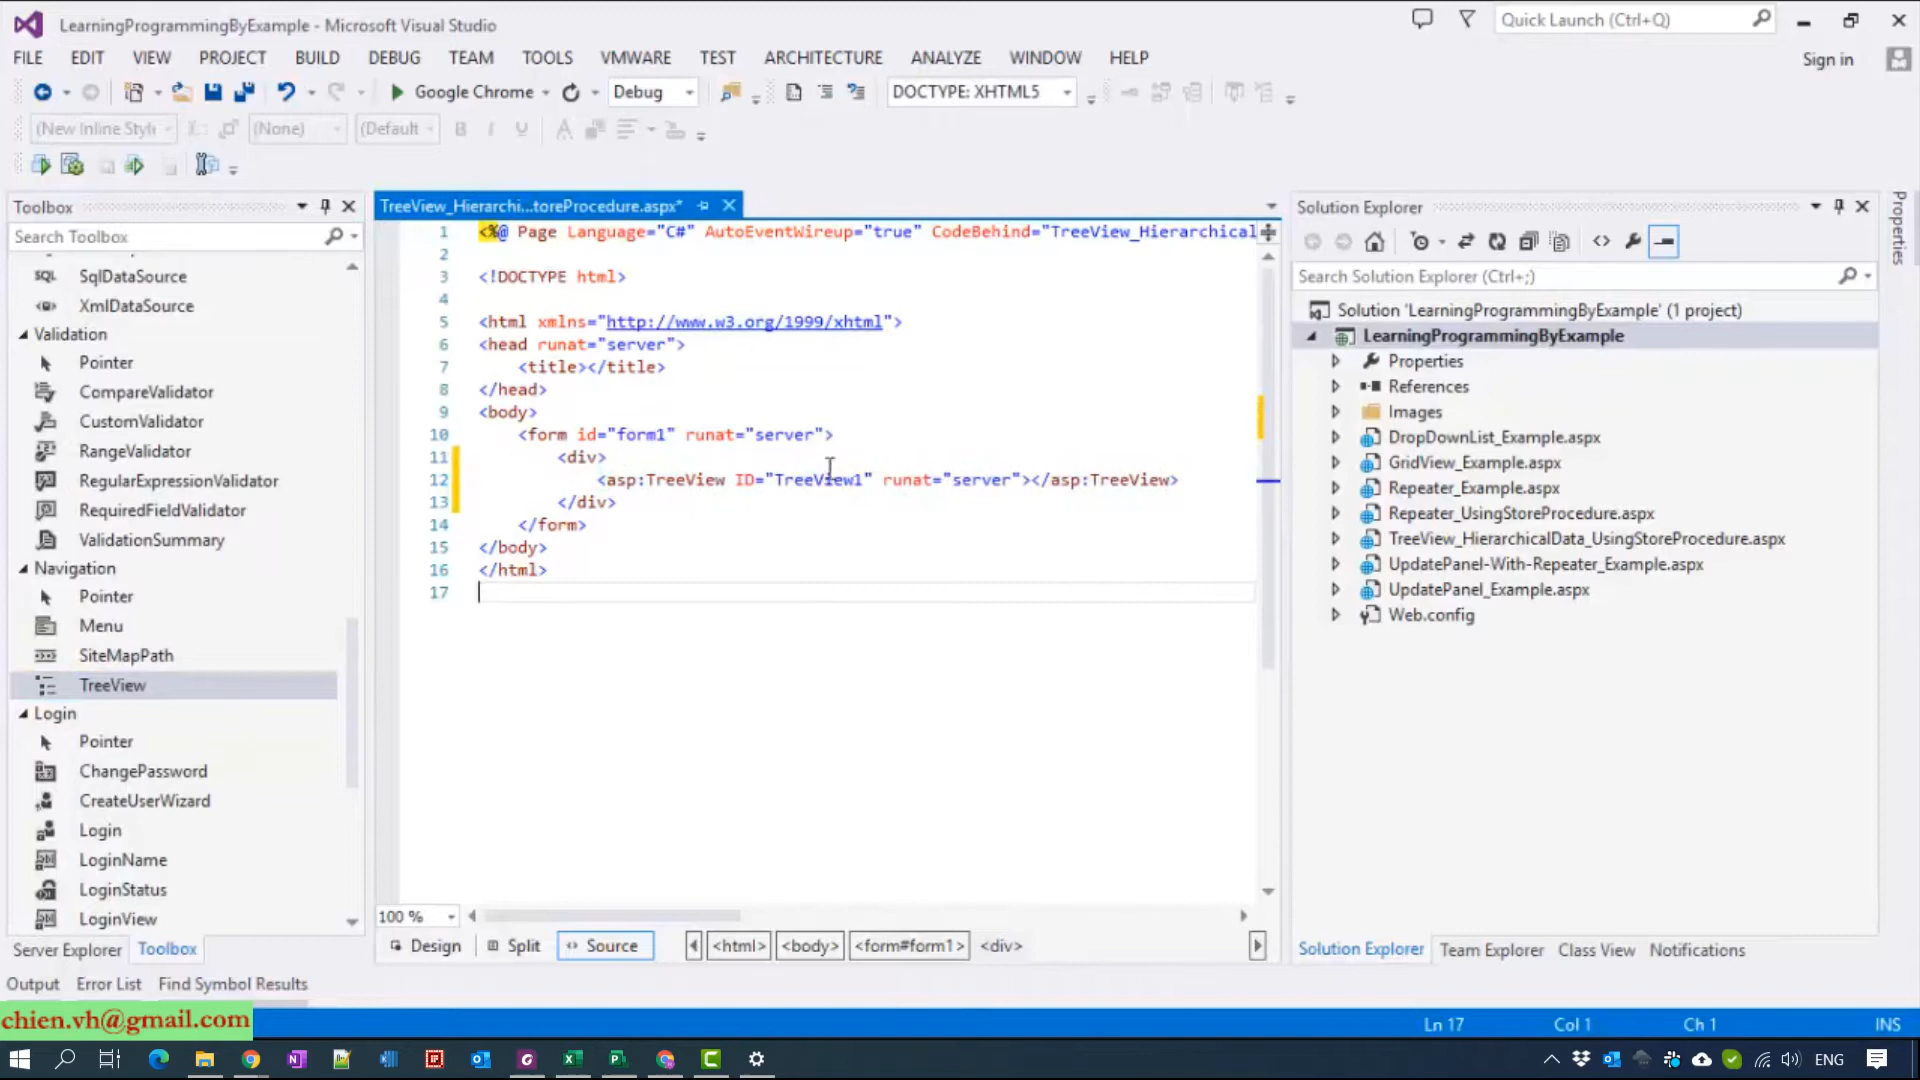 LearningProgrammingByExample - Microsoft Visual Studio
Quick Launch (Ctrl+Q)
FILE EDIT VIEW PROJECT BUILD DEBUG TEAM TOOLS VMWARE TEST ARCHITECTURE ANALYZE WINDOW HELP
Sign in
Google Chrome Debug DOCTYPE: XHTML5
(New Inline Style (None) (Default
Toolbox
Search Toolbox
SqlDataSource
XmlDataSource
Validation
Pointer
CompareValidator
CustomValidator
RangeValidator
RegularExpressionValidator
RequiredFieldValidator
ValidationSummary
Navigation
Pointer
Menu
SiteMapPath
TreeView
Login
Pointer
ChangePassword
CreateUserWizard
Login
LoginName
LoginStatus
LoginView
Server Explorer Toolbox
TreeView_Hierarchi...toreProcedure.aspx*
1 <%@ Page Language="C#" AutoEventWireup="true" CodeBehind="TreeView_Hierarchical
2
3 <!DOCTYPE html>
4
5 <html xmlns="http://www.w3.org/1999/xhtml">
6 <head runat="server">
7 <title></title>
8 </head>
9 <body>
10 <form id="form1" runat="server">
11 <div>
12 <asp:TreeView ID="TreeView1" runat="server"></asp:TreeView>
13 </div>
14 </form>
15 </body>
16 </html>
17
100 %
Design Split Source <html> <body> <form#form1> <div>
Solution Explorer
Search Solution Explorer (Ctrl+;)
Solution 'LearningProgrammingByExample' (1 project)
LearningProgrammingByExample
Properties
References
Images
DropDownList_Example.aspx
GridView_Example.aspx
Repeater_Example.aspx
Repeater_UsingStoreProcedure.aspx
TreeView_HierarchicalData_UsingStoreProcedure.aspx
UpdatePanel-With-Repeater_Example.aspx
UpdatePanel_Example.aspx
Web.config
Solution Explorer Team Explorer Class View Notifications
Properties
Output Error List Find Symbol Results
chien.vh@gmail.com
Ln 17 Col 1 Ch 1 INS
ENG